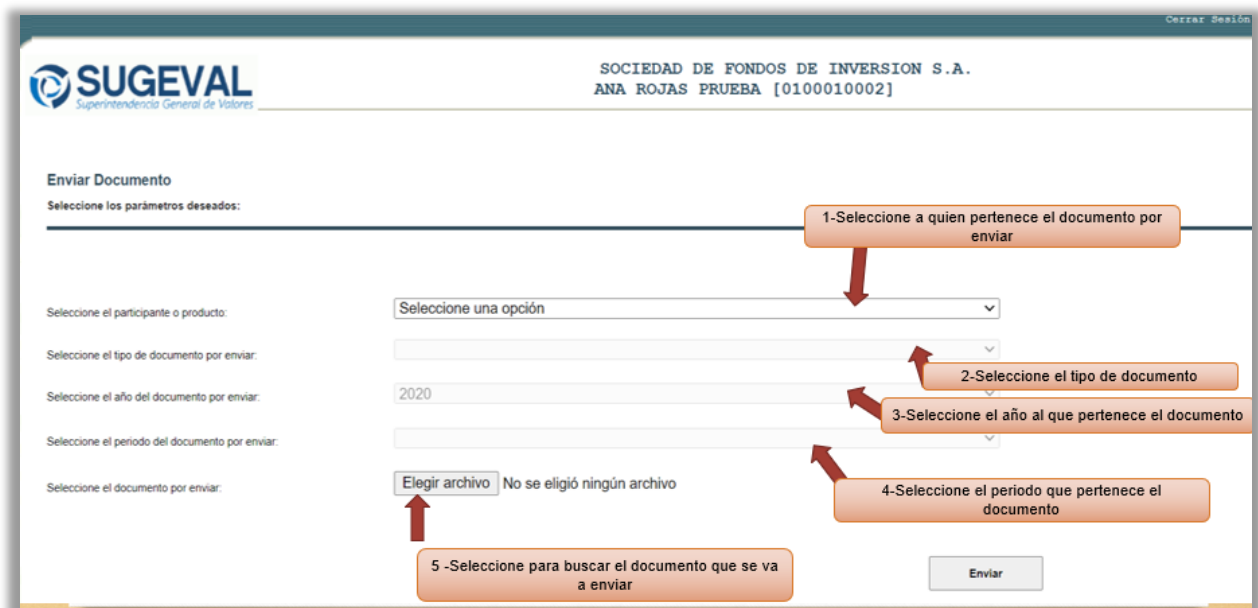 Cerrar Sesión
SUGEVAL
Superintendencia General de Valores
SOCIEDAD DE FONDOS DE INVERSION S.A.
ANA ROJAS PRUEBA [0100010002]
Enviar Documento
Seleccione los parámetros deseados:
1-Seleccione a quien pertenece el documento por
enviar
Seleccione el participante o producto:
Seleccione una opción
Seleccione el tipo de documento por enviar:
2-Seleccione el tipo de documento
Seleccione el año del documento por enviar:
2020
3-Seleccione el año al que pertenece el documento
Seleccione el periodo del documento por enviar:
Seleccione el documento por enviar:
Elegir archivo No se eligió ningún archivo
4-Seleccione el periodo que pertenece el
documento
5 -Seleccione para buscar el documento que se va
a enviar
Enviar